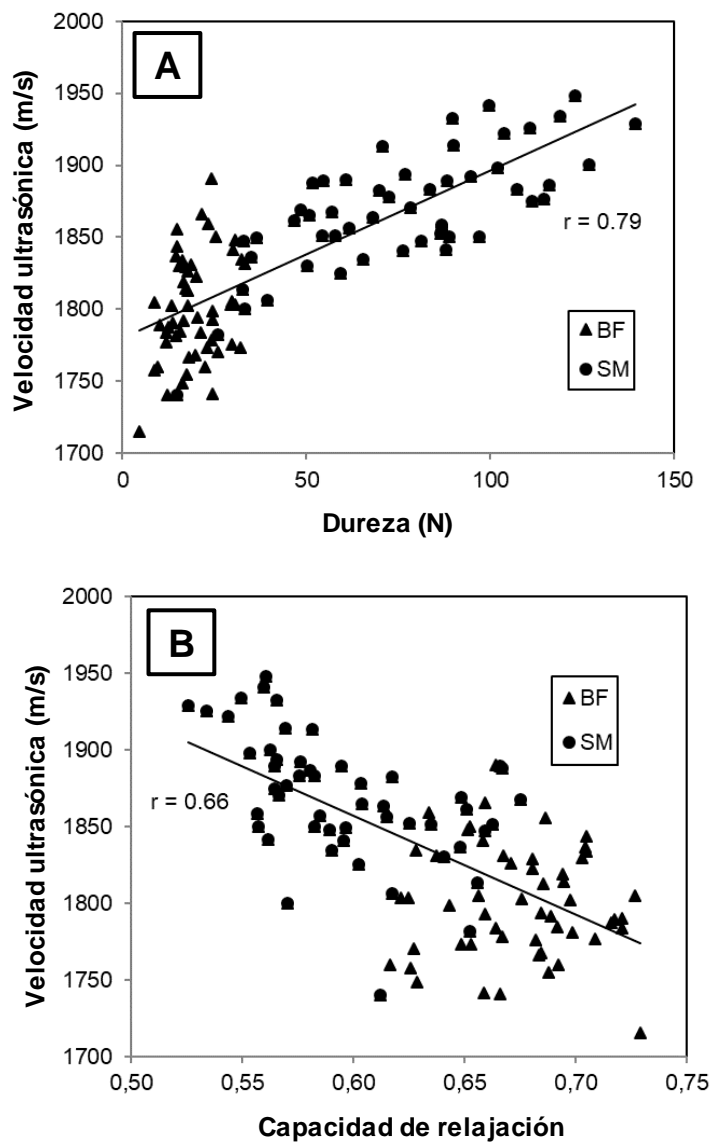 2000
A
1950
1900
1850
r = 0.79
1800
BF
SM
1750
1700
0
50
100
150
Velocidad ultrasónica (m/s)
Dureza (N)
2000
B
1950
BF
SM
1900
r = 0.66
1850
1800
1750
1700
0,50
0,55
0,60
0,65
0,70
0,75
Velocidad ultrasónica (m/s)
Capacidad de relajación